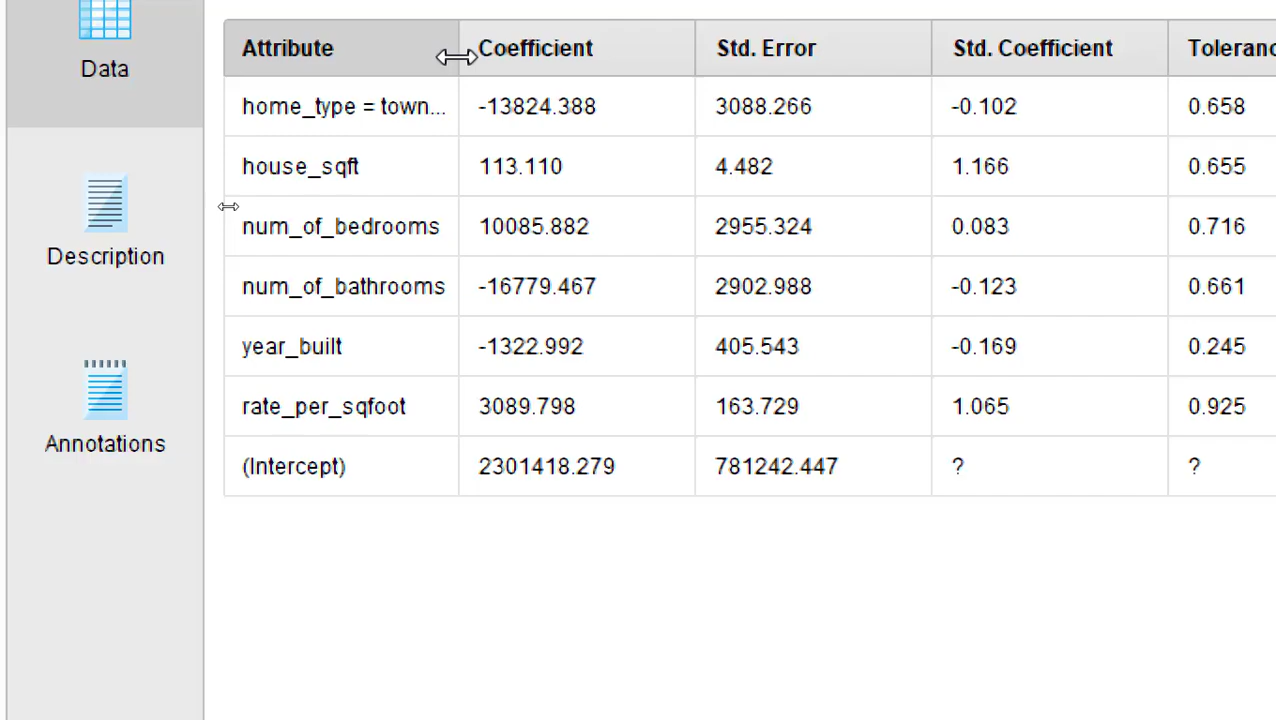 Data
Description
Annotations
Attribute Coefficient Std. Error Std. Coefficient Toleranc
home_type = town... -13824.388 3088.266 -0.102 0.658
house_sqft 113.110 4.482 1.166 0.655
num_of_bedrooms 10085.882 2955.324 0.083 0.716
num_of_bathrooms -16779.467 2902.988 -0.123 0.661
year_built -1322.992 405.543 -0.169 0.245
rate_per_sqfoot 3089.798 163.729 1.065 0.925
(Intercept) 2301418.279 781242.447 ? ?